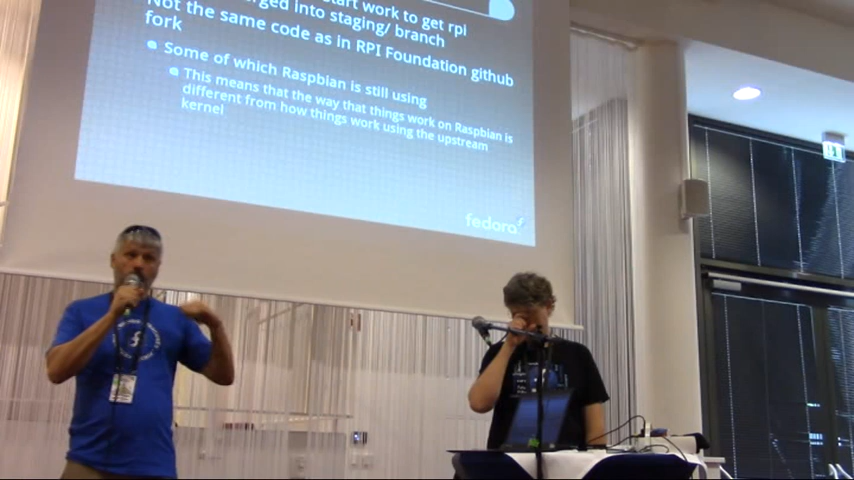 start work to get rpi
merged into staging/ branch
Not the same code as in RPI Foundation github
fork
Some of which Raspbian is still using
This means that the way that things work on Raspbian is
different from how things work using the upstream
kernel
fedora